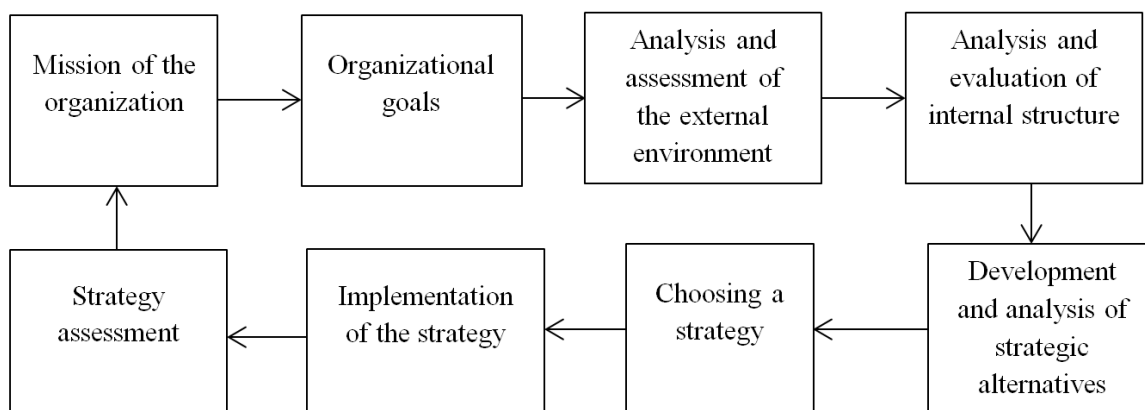 Mission of the
organization
Organizational
goals
Analysis and
assessment of
the external
environment
Analysis and
evaluation of
internal structure
Development
and analysis of
strategic
alternatives
Choosing a
strategy
Implementation
of the strategy
Strategy
assessment